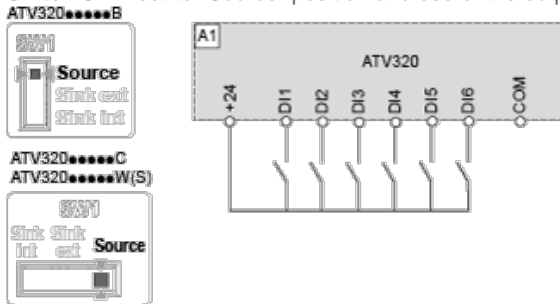 ATV320●●●●●B
SW1
Source
Sink ext
Sink int
ATV320●●●●●C
ATV320●●●●●W(S)
SW1
Sink int
Sink ext
Source
A1
ATV320
+24
DI1
DI2
DI3
DI4
DI5
DI6
COM